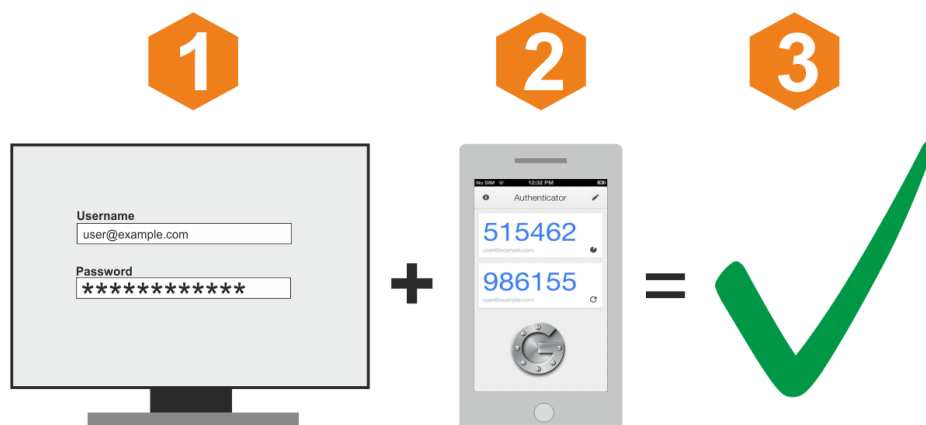 1
2
3
Username
user@example.com
Password
************
+
=
No SIM 12:32 PM
Authenticator
515462
user@example.com
986155
user@example.com
G